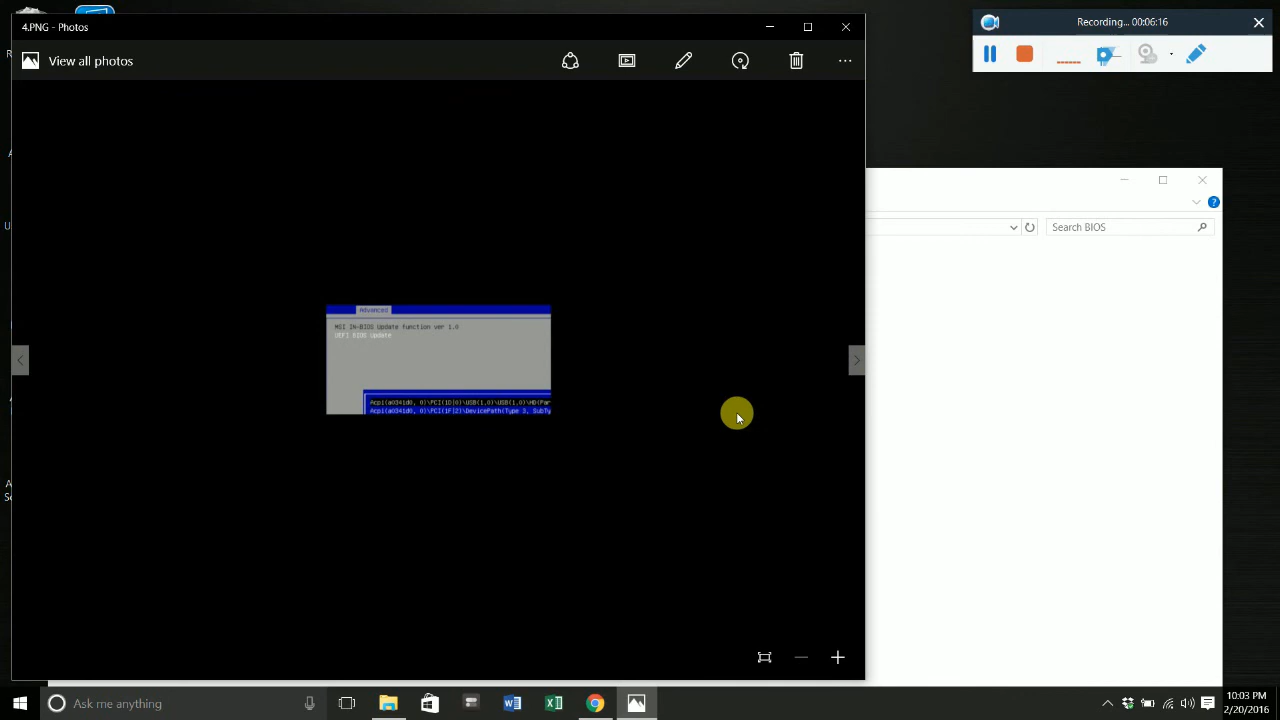 4.PNG - Photos
Recording... 00:06:16
View all photos
Search BIOS
Advanced
MSI IN-BIOS Update function ver 1.0
UEFI BIOS Update
Acpi(a0341d0, 0)\PCI(1D|0)\USB(1,0)\USB(1,0)\HD(Par
Acpi(a0341d0, 0)\PCI(1F|2)\DevicePath(Type 3, SubTy
Ask me anything
10:03 PM
2/20/2016